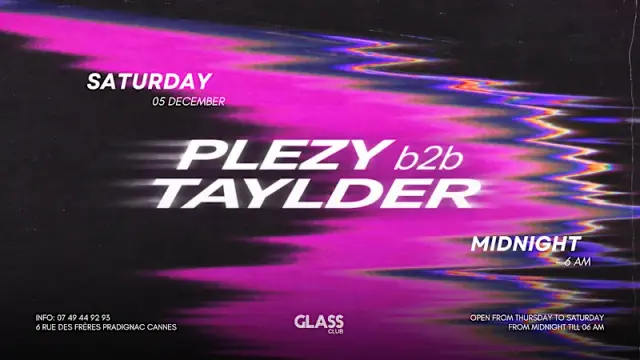 SATURDAY
05 DECEMBER
PLEZY b2b
TAYLDER
MIDNIGHT
- 6 AM
INFO: 07 49 44 92 93
6 RUE DES FRÉRES PRADIGNAC CANNES
GLASS
CLUB
OPEN FROM THURSDAY TO SATURDAY
FROM MIDNIGHT TILL 06 AM